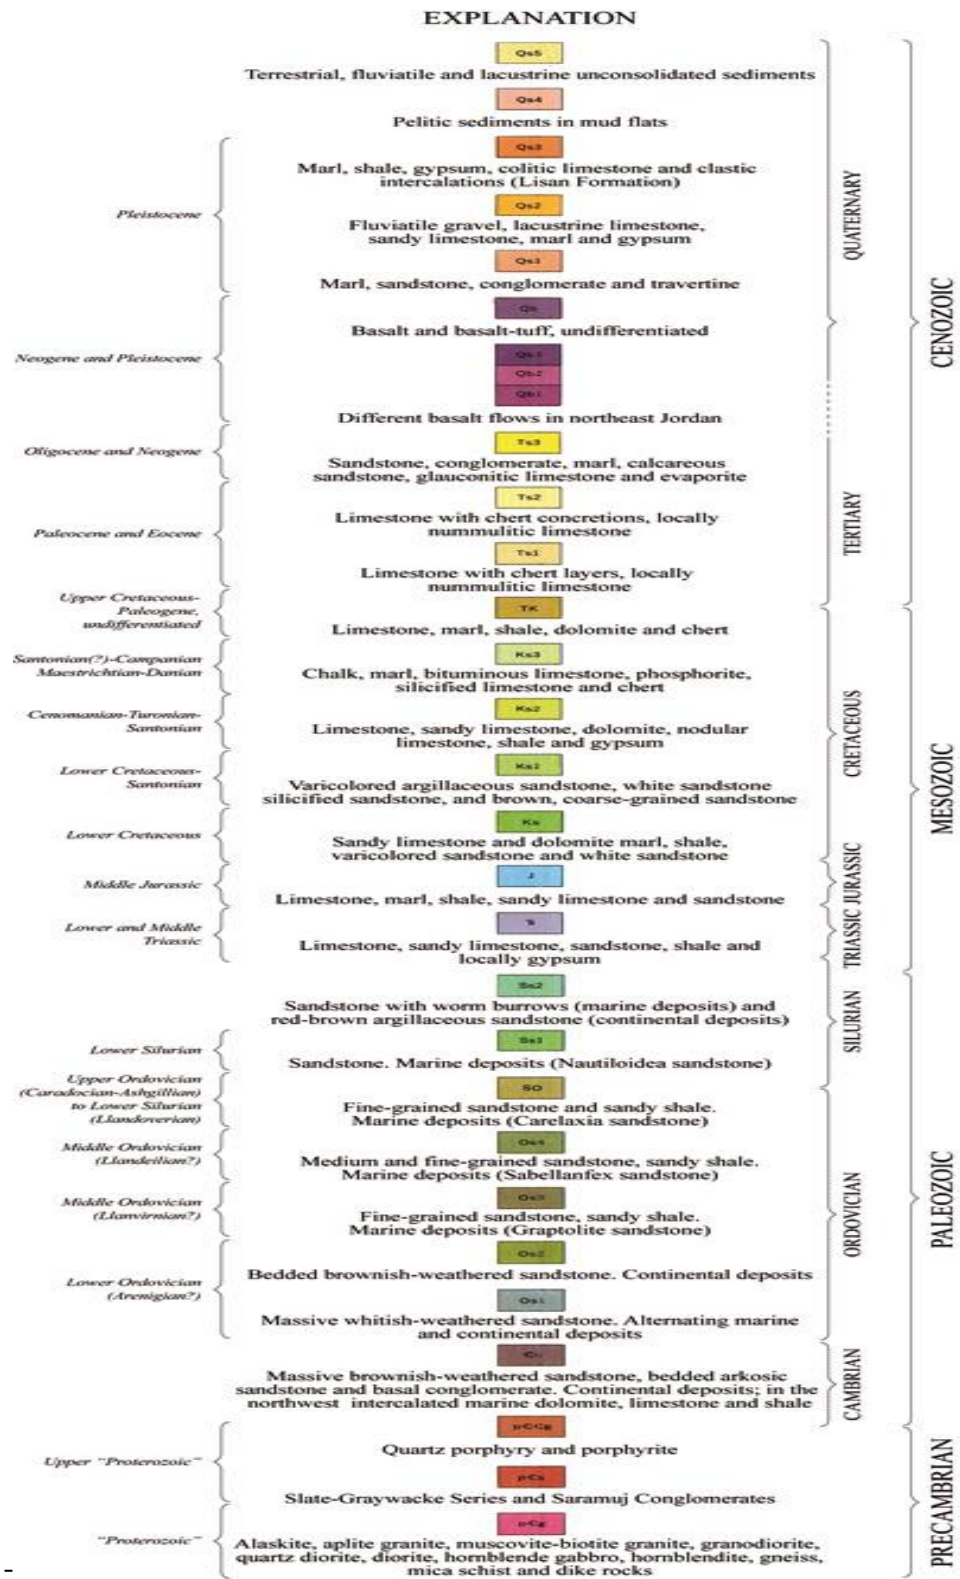 EXPLANATION
Qs5
Terrestrial, fluviatile and lacustrine unconsolidated sediments
Qs4
Pelitic sediments in mud flats
Qs3
Marl, shale, gypsum, colitic limestone and clastic
intercalations (Lisan Formation)
Pleistocene
Qs2
Fluviatile gravel, lacustrine limestone,
sandy limestone, marl and gypsum
Qs1
Marl, sandstone, conglomerate and travertine
QUATERNARY
Qb
Basalt and basalt-tuff, undifferentiated
Neogene and Pleistocene
Qb3
Qb2
Qb1
Different basalt flows in northeast Jordan
CENOZOIC
Oligocene and Neogene
Ts3
Sandstone, conglomerate, marl, calcareous
sandstone, glauconitic limestone and evaporite
Paleocene and Eocene
Ts2
Limestone with chert concretions, locally
nummulitic limestone
Ts1
Limestone with chert layers, locally
nummulitic limestone
TERTIARY
Upper Cretaceous-
Paleogene,
undifferentiated
TK
Limestone, marl, shale, dolomite and chert
Santonian(?)-Campanian
Maestrichtian-Danian
Ks3
Chalk, marl, bituminous limestone, phosphorite,
silicified limestone and chert
Cenomanian-Turonian-
Santonian
Ks2
Limestone, sandy limestone, dolomite, nodular
limestone, shale and gypsum
Lower Cretaceous-
Santonian
Ks1
Varicolored argillaceous sandstone, white sandstone
silicified sandstone, and brown, coarse-grained sandstone
Lower Cretaceous
Ks
Sandy limestone and dolomite marl, shale,
varicolored sandstone and white sandstone
CRETACEOUS
Middle Jurassic
J
Limestone, marl, shale, sandy limestone and sandstone
JURASSIC
Lower and Middle
Triassic
Limestone, sandy limestone, sandstone, shale and
locally gypsum
TRIASSIC
MESOZOIC
Ss2
Sandstone with worm burrows (marine deposits) and
red-brown argillaceous sandstone (continental deposits)
Lower Silurian
Ss1
Sandstone. Marine deposits (Nautiloidea sandstone)
SILURIAN
Upper Ordovician
(Caradocian-Ashgillian)
to Lower Silurian
(Llandoverian)
SO
Fine-grained sandstone and sandy shale.
Marine deposits (Carelaxia sandstone)
Middle Ordovician
(Llandeilian?)
Os4
Medium and fine-grained sandstone, sandy shale.
Marine deposits (Sabellanfex sandstone)
Middle Ordovician
(Llanvirnian?)
Os3
Fine-grained sandstone, sandy shale.
Marine deposits (Graptolite sandstone)
Lower Ordovician
(Arenigian?)
Os2
Bedded brownish-weathered sandstone. Continental deposits
Os1
Massive whitish-weathered sandstone. Alternating marine
and continental deposits
ORDOVICIAN
Massive brownish-weathered sandstone, bedded arkosic
sandstone and basal conglomerate. Continental deposits; in the
northwest intercalated marine dolomite, limestone and shale
CAMBRIAN
PALEOZOIC
Upper "Proterozoic"
Quartz porphyry and porphyrite
Slate-Graywacke Series and Saramuj Conglomerates
"Proterozoic"
Alaskite, aplite granite, muscovite-biotite granite, granodiorite,
quartz diorite, diorite, hornblende gabbro, hornblendite, gneiss,
mica schist and dike rocks
PRECAMBRIAN